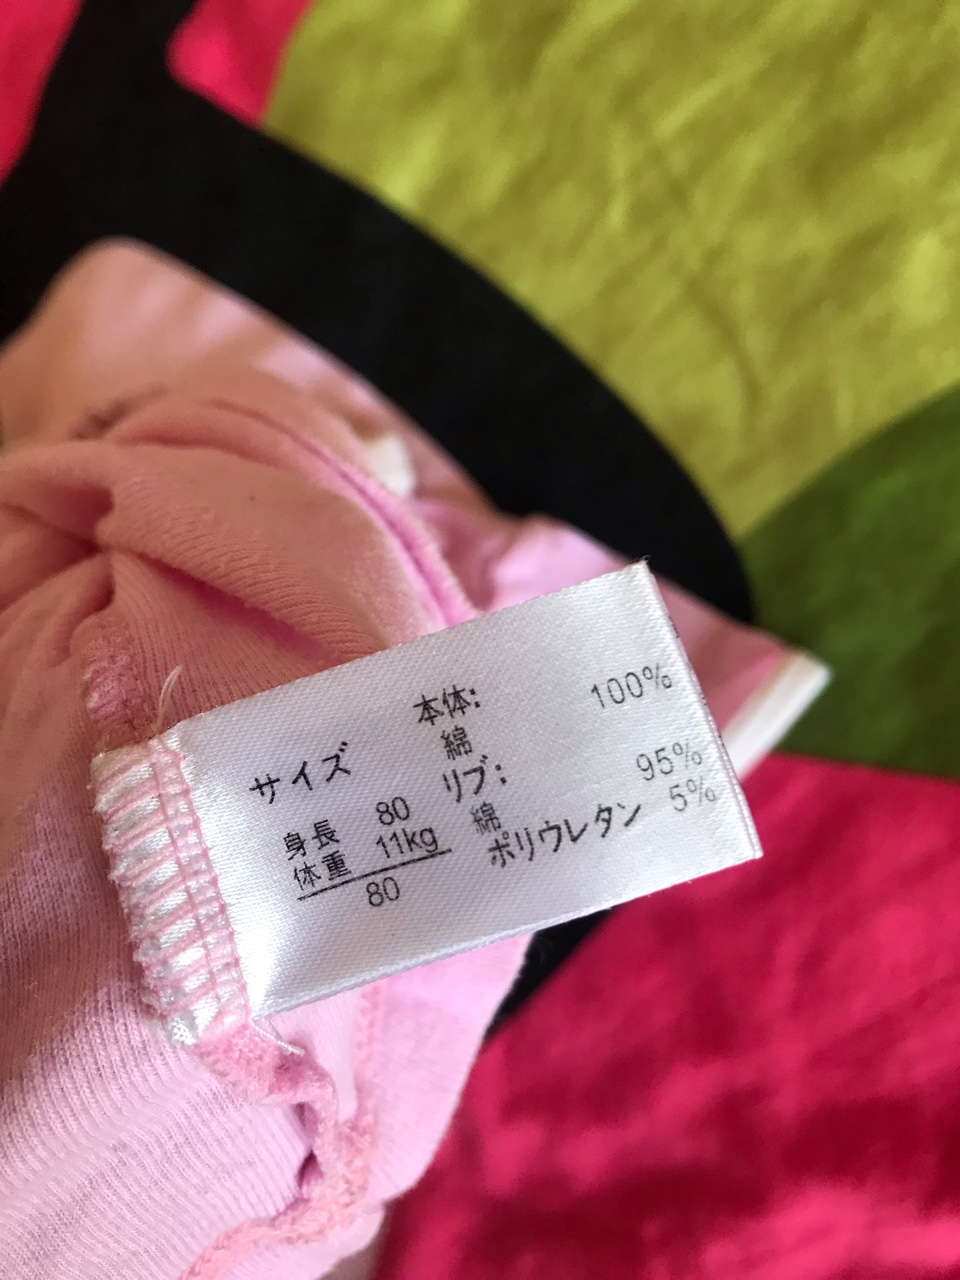 サイズ
身長 80
体重 11kg
80
本体:
綿 100%
リブ:
綿 95%
ポリウレタン 5%